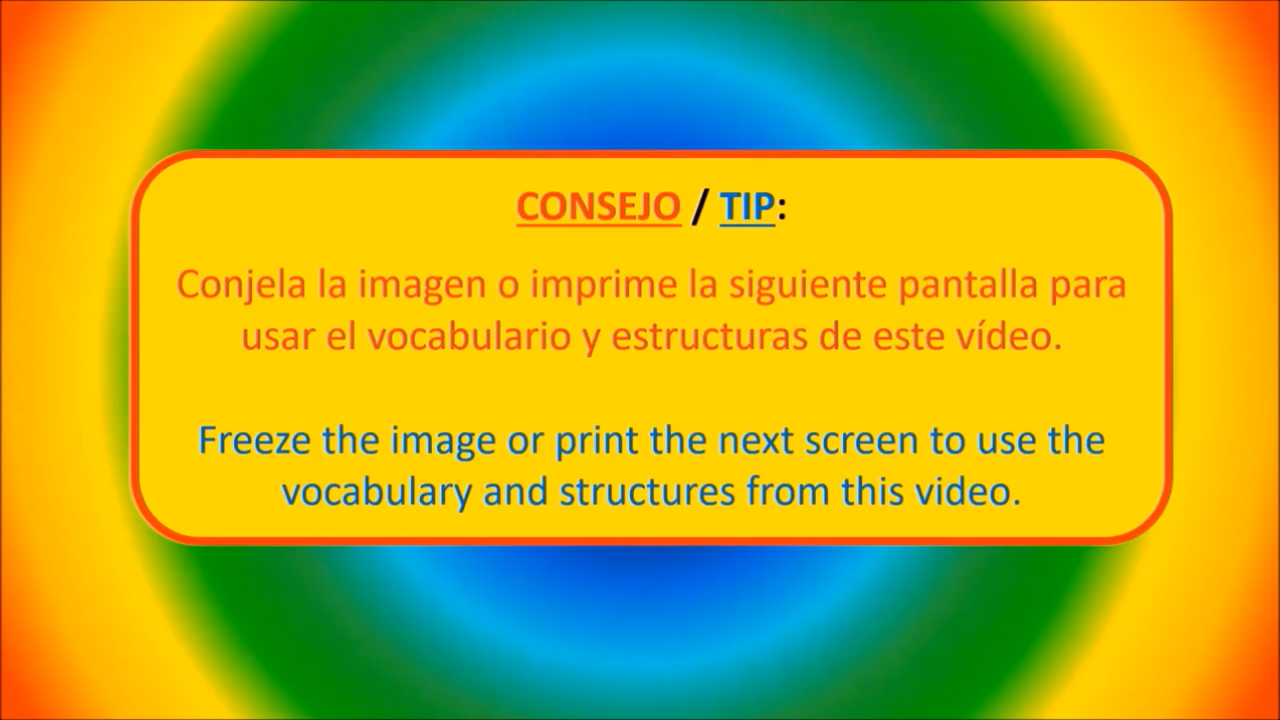 CONSEJO / TIP:
Conjela la imagen o imprime la siguiente pantalla para
usar el vocabulario y estructuras de este vídeo.
Freeze the image or print the next screen to use the
vocabulary and structures from this video.